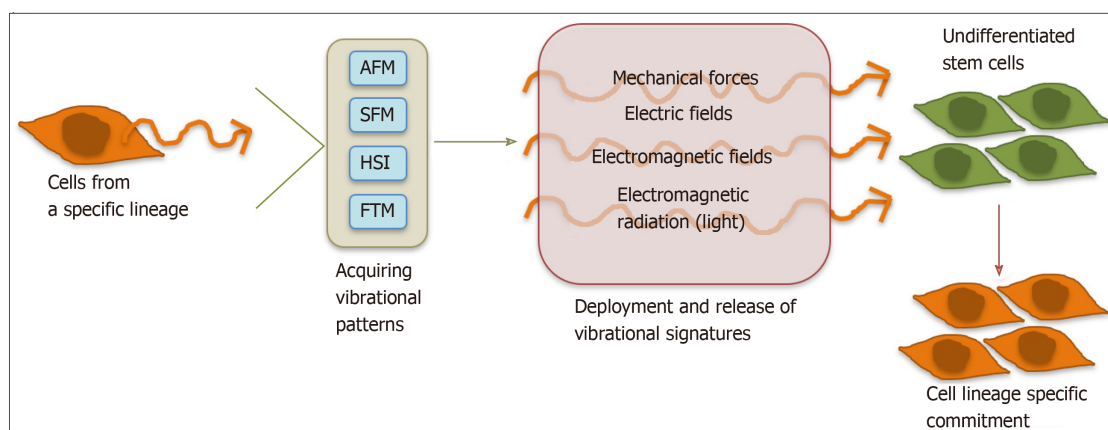 Cells from
a specific lineage
AFM
SFM
HSI
FTM
Acquiring
vibrational
patterns
Mechanical forces
Electric fields
Electromagnetic fields
Electromagnetic
radiation (light)
Deployment and release of
vibrational signatures
Undifferentiated
stem cells
Cell lineage specific
commitment